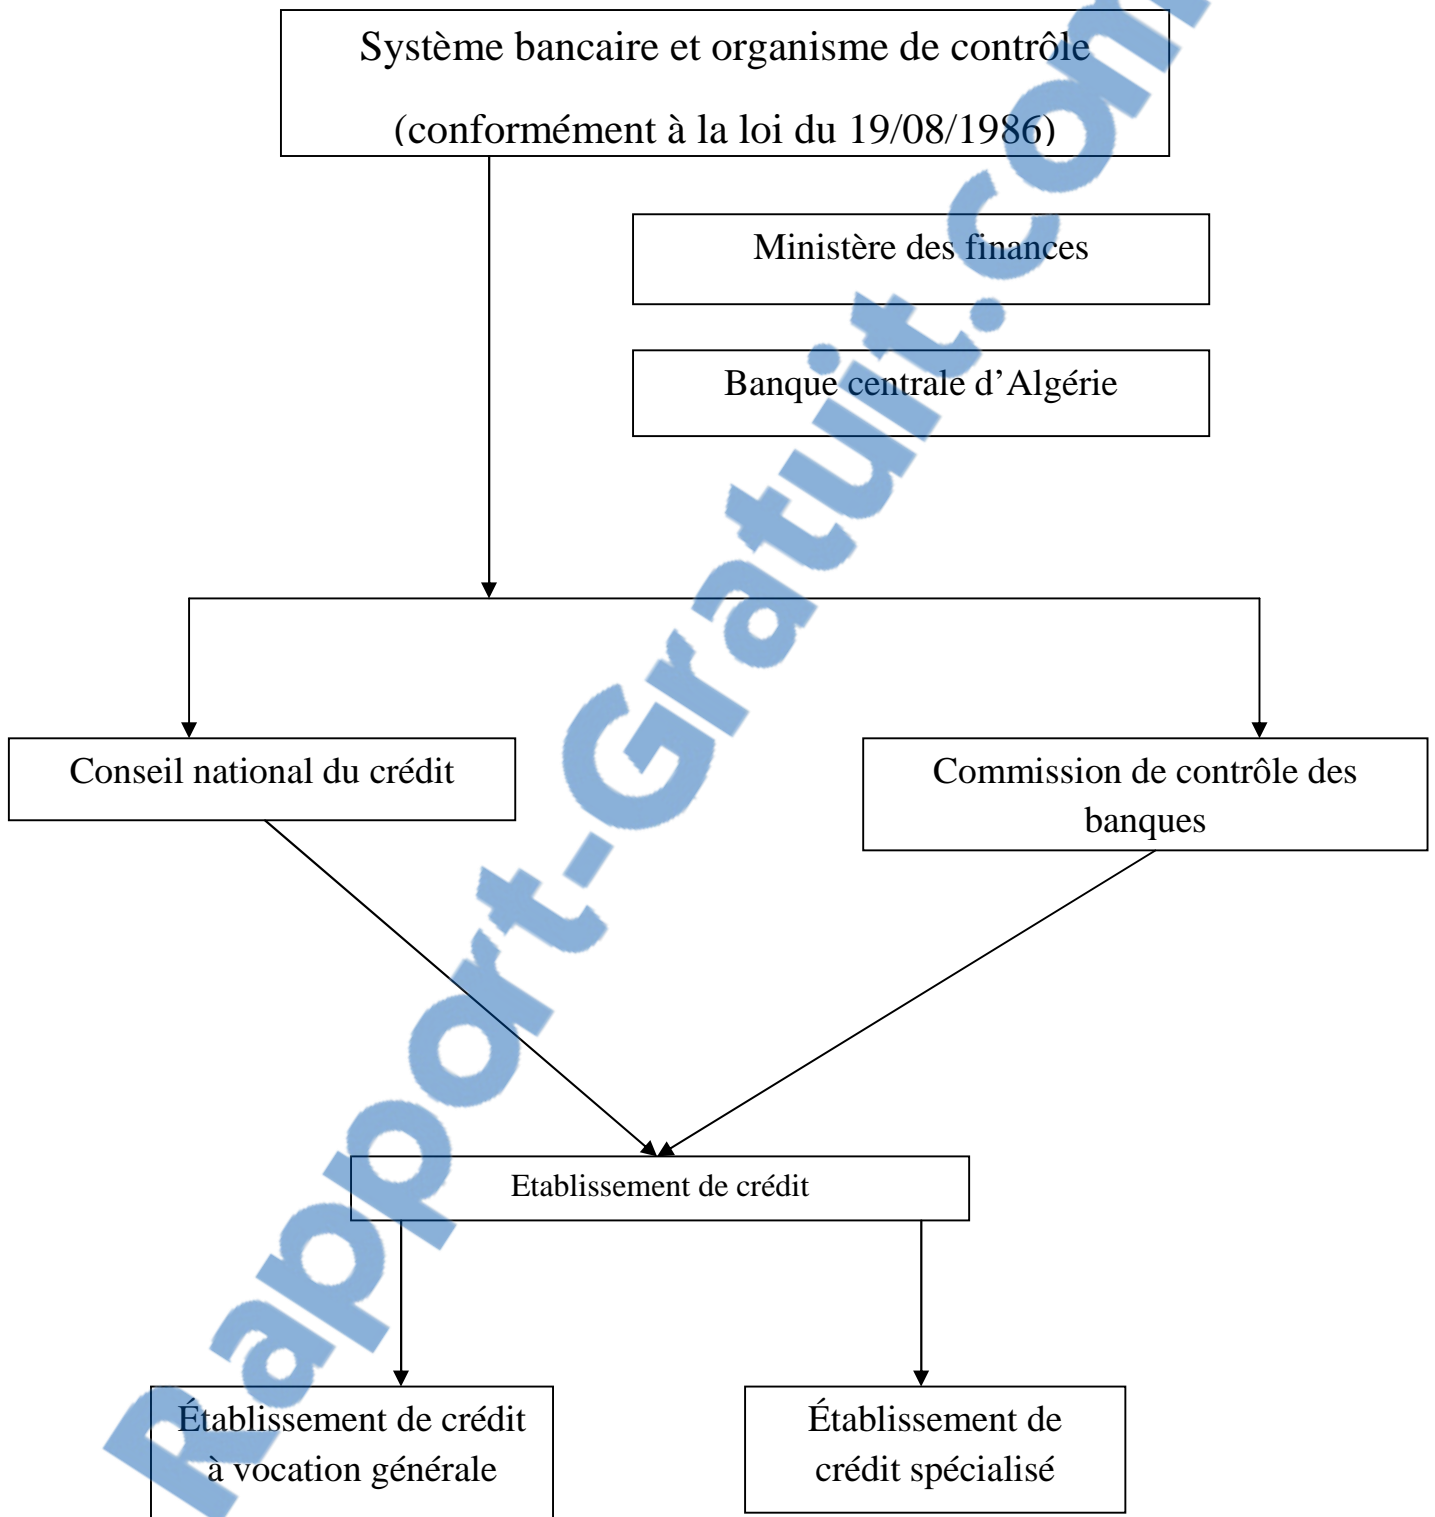 Système bancaire et organisme de contrôle
(conformément à la loi du 19/08/1986)
Ministère des finances
Banque centrale d’Algérie
Conseil national du crédit
Commission de contrôle des
banques
Etablissement de crédit
Établissement de crédit
à vocation générale
Établissement de
crédit spécialisé
Rapport-Gratuit.com